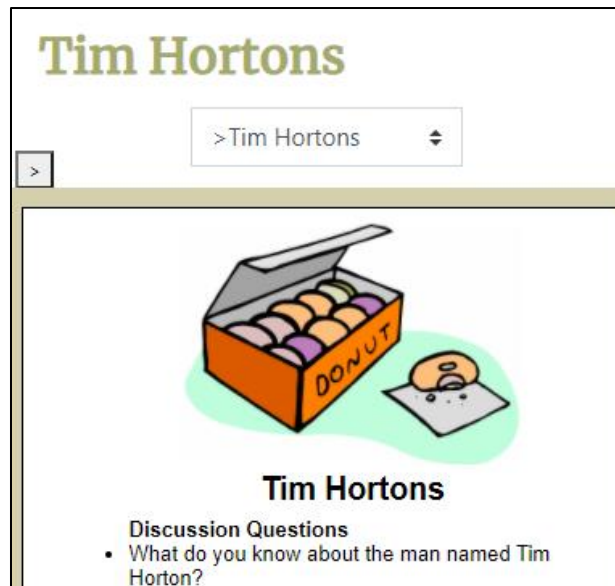 Tim Hortons
>Tim Hortons
>
DONUT
Tim Hortons
Discussion Questions
• What do you know about the man named Tim
Horton?